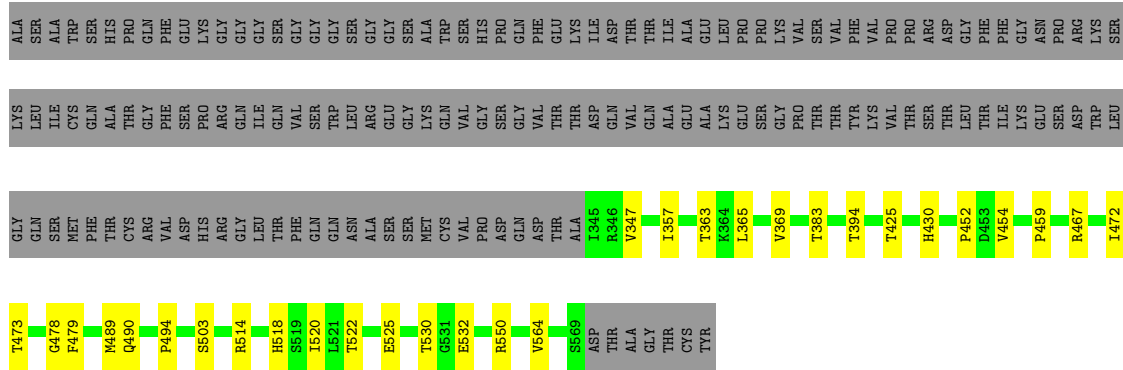 ALA SER ALA TRP SER HIS PRO GLN PHE GLU LYS GLY GLY GLY SER GLY GLY GLY SER GLY GLY SER ALA TRP SER HIS PRO GLN PHE GLU LYS ILE ASP THR THR ILE ALA GLU LEU PRO PRO LYS VAL SER VAL PHE VAL PRO PRO ARG ASP GLY PHE PHE GLY ASN PRO ARG LYS SER
LYS LEU ILE CYS GLN ALA THR GLY PHE SER PRO ARG GLN ILE GLN VAL SER TRP LEU ARG GLU GLY LYS GLN VAL GLY SER GLY VAL THR THR ASP GLN VAL GLN ALA GLU ALA LYS GLU SER GLY PRO THR THR TYR LYS VAL THR SER THR LEU THR ILE LYS GLU SER ASP TRP LEU
GLY GLN SER MET PHE THR CYS ARG VAL ASP HIS ARG GLY LEU THR PHE GLN GLN ASN ALA SER SER MET CYS VAL PRO ASP GLN ASP THR ALA I345 R346 V347 I357 T363 K364 L365 V369 T383 T394 T425 H430 P452 D453 V454 P459 R467 I472
T473 G478 F479 M489 Q490 P494 S503 R514 H518 S519 I520 L521 T522 E525 T530 G531 E532 R550 V564 S569 ASP THR ALA GLY THR CYS TYR